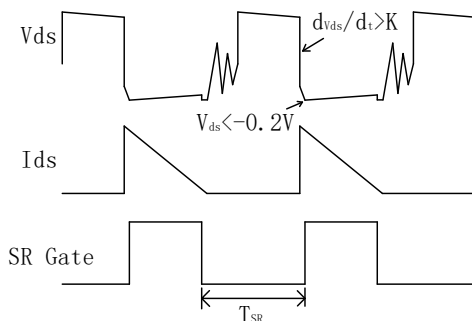 Vds
dVds/dt>K
Vds<-0.2V
Ids
SR Gate
TSR